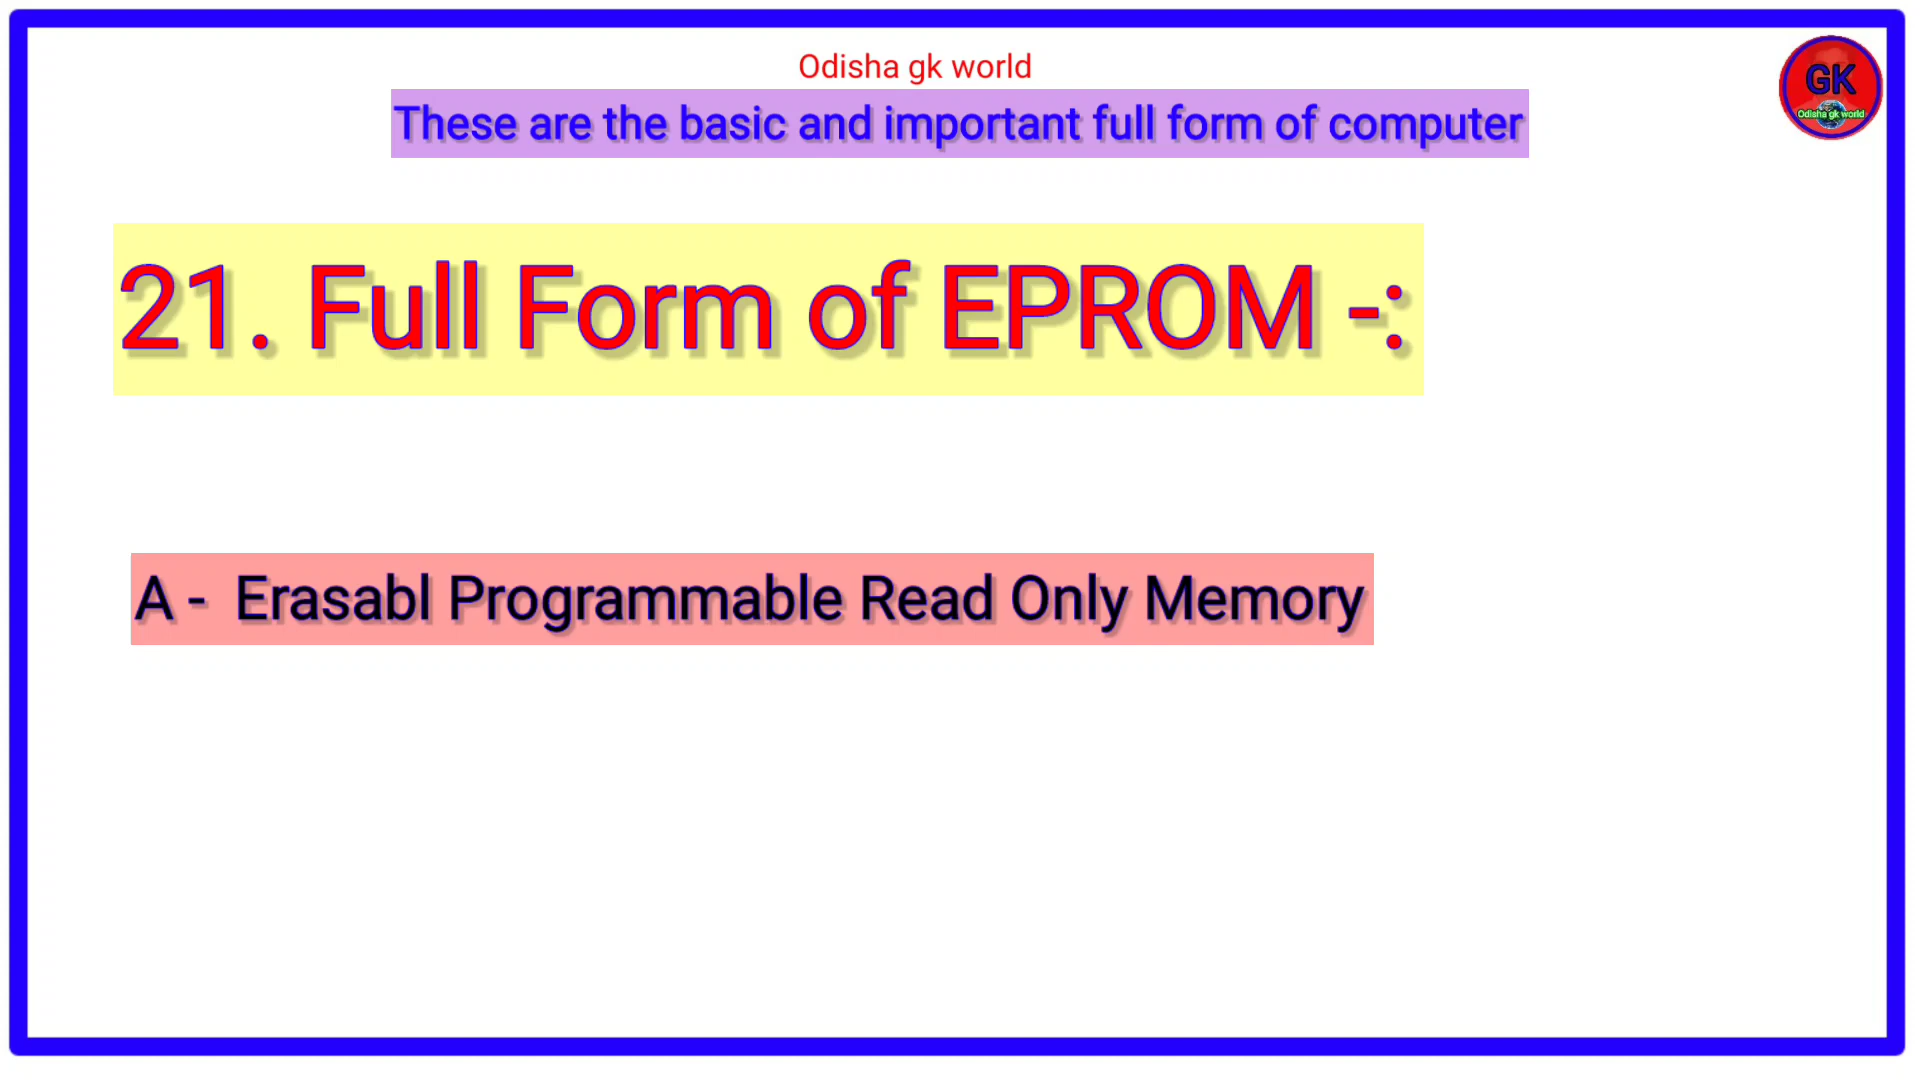 Odisha gk world
These are the basic and important full form of computer
GK
Odisha gk world
21. Full Form of EPROM -:
A - Erasabl Programmable Read Only Memory